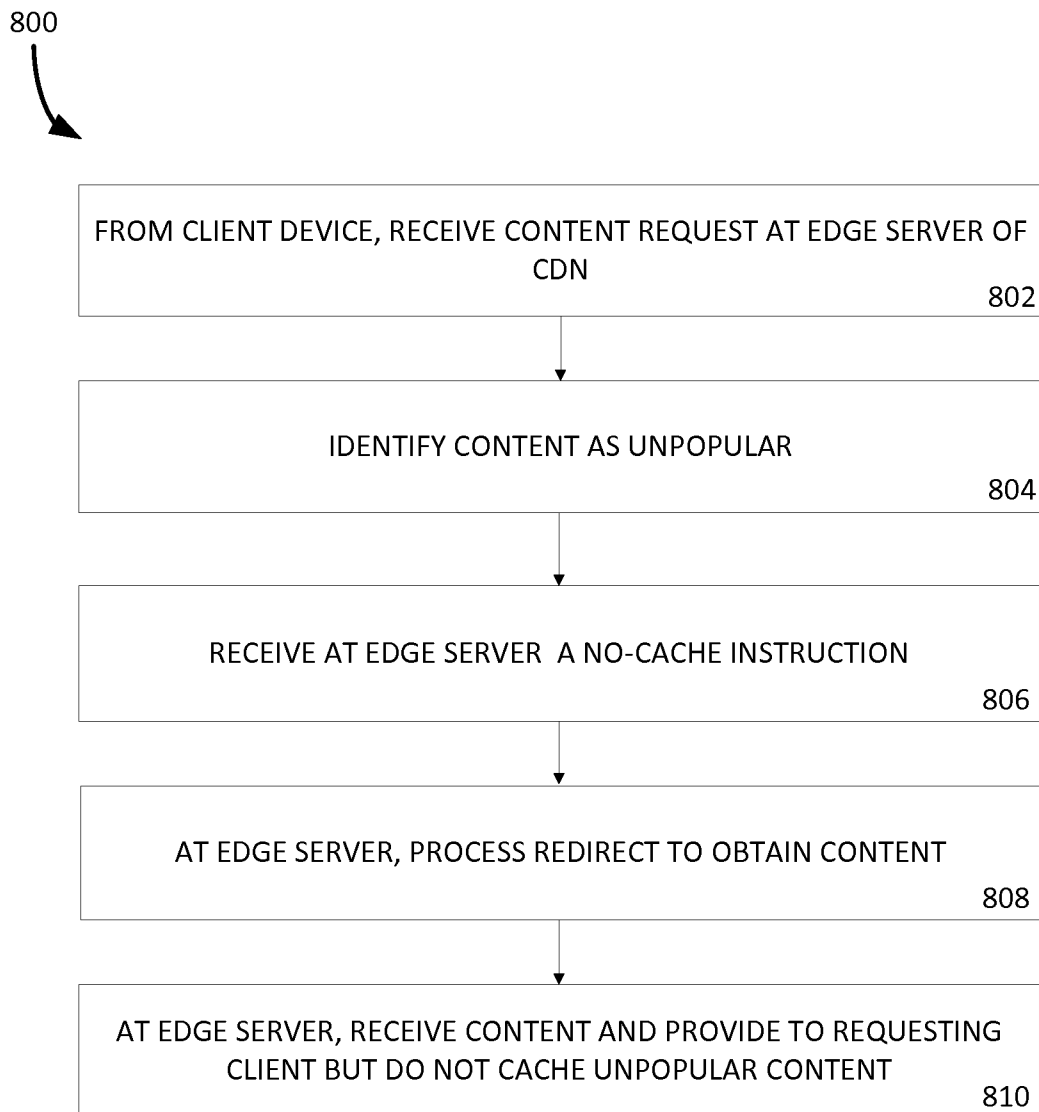 800
FROM CLIENT DEVICE, RECEIVE CONTENT REQUEST AT EDGE SERVER OF
CDN
802
IDENTIFY CONTENT AS UNPOPULAR
804
RECEIVE AT EDGE SERVER A NO-CACHE INSTRUCTION
806
AT EDGE SERVER, PROCESS REDIRECT TO OBTAIN CONTENT
808
AT EDGE SERVER, RECEIVE CONTENT AND PROVIDE TO REQUESTING
CLIENT BUT DO NOT CACHE UNPOPULAR CONTENT
810